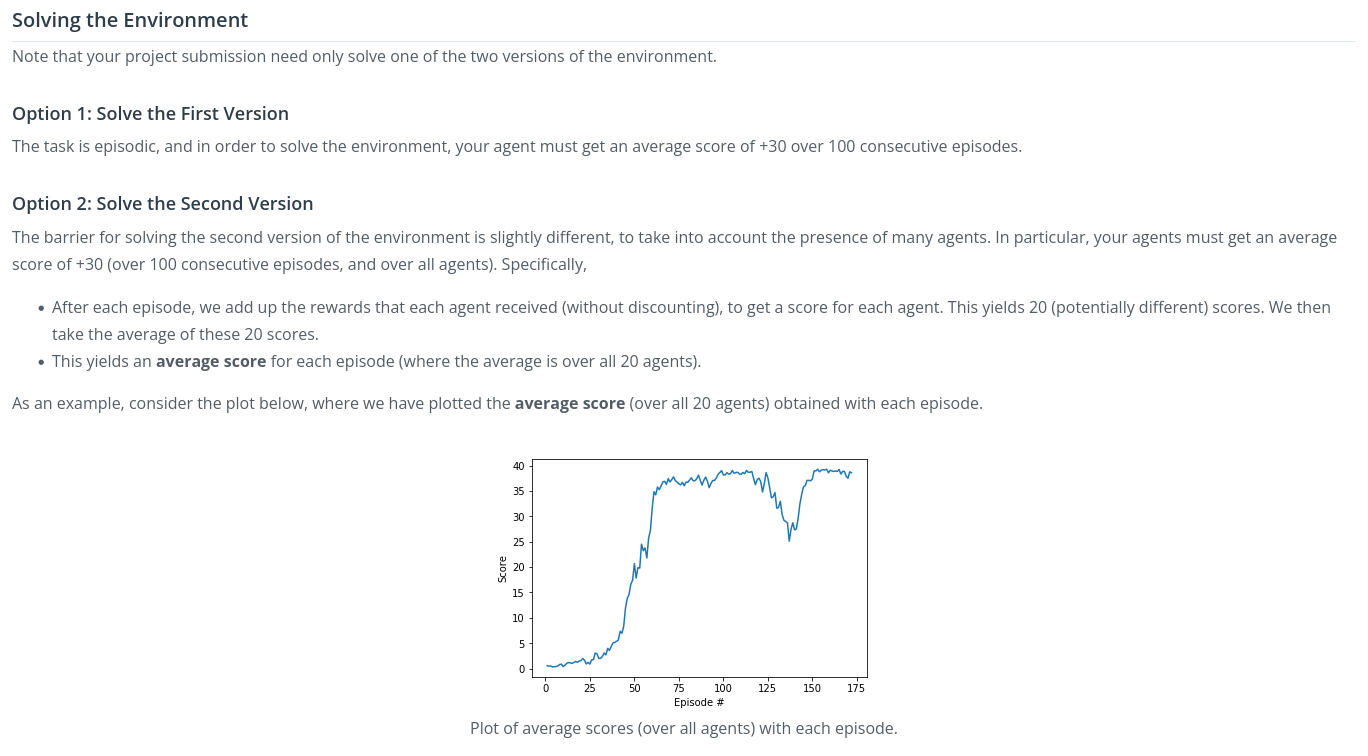 Solving the Environment
Note that your project submission need only solve one of the two versions of the environment.
Option 1: Solve the First Version
The task is episodic, and in order to solve the environment, your agent must get an average score of +30 over 100 consecutive episodes.
Option 2: Solve the Second Version
The barrier for solving the second version of the environment is slightly different, to take into account the presence of many agents. In particular, your agents must get an average
score of +30 (over 100 consecutive episodes, and over all agents). Specifically,
• After each episode, we add up the rewards that each agent received (without discounting), to get a score for each agent. This yields 20 (potentially different) scores. We then
take the average of these 20 scores.
• This yields an average score for each episode (where the average is over all 20 agents).
As an example, consider the plot below, where we have plotted the average score (over all 20 agents) obtained with each episode.
40
35
30
25
20
15
10
5
0
Score
0 25 50 75 100 125 150 175
Episode #
Plot of average scores (over all agents) with each episode.